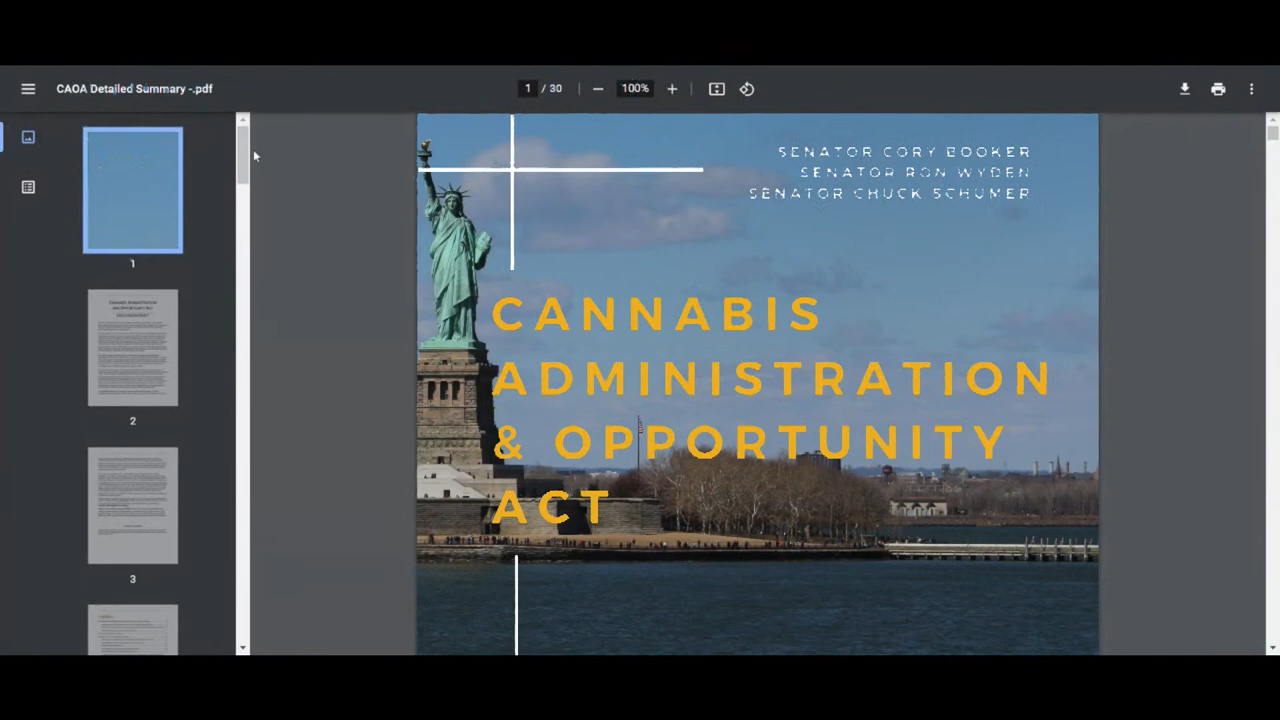 CAOA Detailed Summary -.pdf
1 / 30
100%
1
2
3
SENATOR CORY BOOKER
SENATOR RON WYDEN
SENATOR CHUCK SCHUMER
CANNABIS
ADMINISTRATION
& OPPORTUNITY
ACT